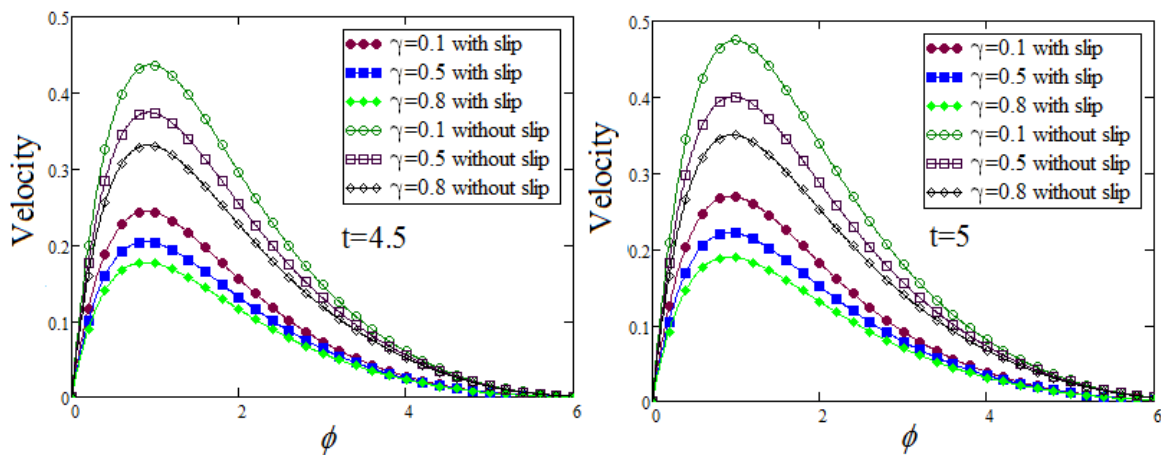 0.5
0.4
0.3
0.2
0.1
0
Velocity
γ=0.1 with slip
γ=0.5 with slip
γ=0.8 with slip
γ=0.1 without slip
γ=0.5 without slip
γ=0.8 without slip
t=4.5
0 2 4 6
ϕ
0.5
0.4
0.3
0.2
0.1
0
Velocity
γ=0.1 with slip
γ=0.5 with slip
γ=0.8 with slip
γ=0.1 without slip
γ=0.5 without slip
γ=0.8 without slip
t=5
0 2 4 6
ϕ